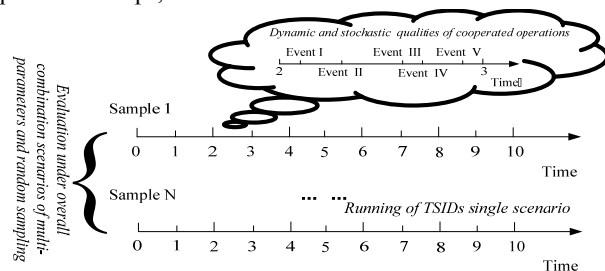 Dynamic and stochastic qualities of cooperated operations
Event I Event III Event V
2 3
Event II Event IV
Time
Sample 1
0 1 2 3 4 5 6 7 8 9 10
Time
Sample N
... ...
Running of TSIDs single scenario
0 1 2 3 4 5 6 7 8 9 10
Time
Evaluation under overall
combination scenarios of multi-
parameters and random sampling